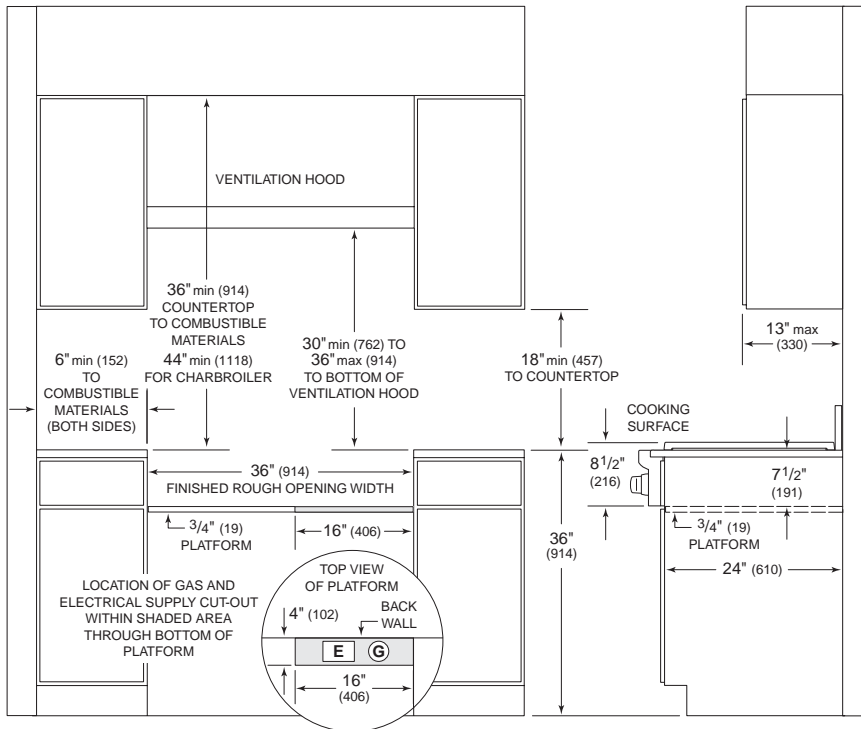 VENTILATION HOOD
36" min (914)
COUNTERTOP
TO COMBUSTIBLE
MATERIALS
44" min (1118)
FOR CHARBROILER
30" min (762) TO
36" max (914)
TO BOTTOM OF
VENTILATION HOOD
6" min (152)
TO
COMBUSTIBLE
MATERIALS
(BOTH SIDES)
18" min (457)
TO COUNTERTOP
13" max
(330)
COOKING
SURFACE
36" (914)
FINISHED ROUGH OPENING WIDTH
8 1/2"
(216)
7 1/2"
(191)
3/4" (19)
PLATFORM
16" (406)
36"
(914)
3/4" (19)
PLATFORM
24" (610)
LOCATION OF GAS AND
ELECTRICAL SUPPLY CUT-OUT
WITHIN SHADED AREA
THROUGH BOTTOM OF
PLATFORM
TOP VIEW
OF PLATFORM
4" (102)
BACK
WALL
E G
16"
(406)